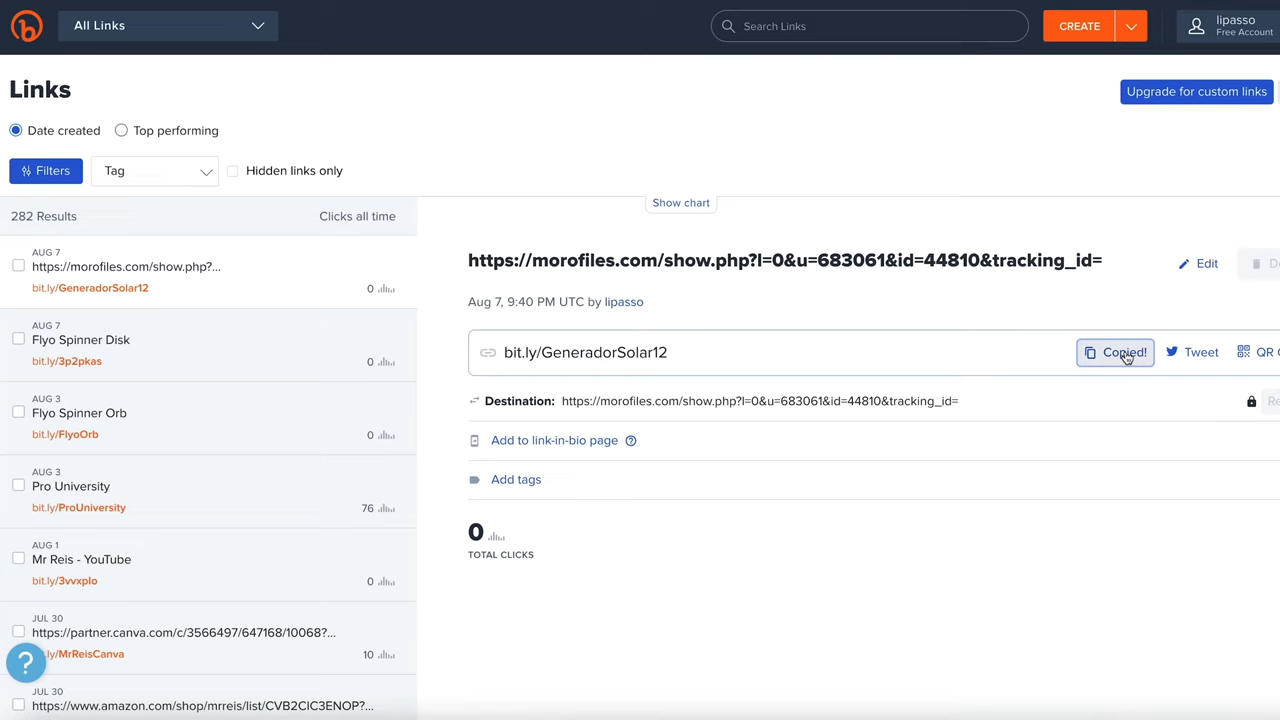 All Links
Search Links
CREATE
lipasso
Free Account
Links
Upgrade for custom links
Date created
Top performing
Filters
Tag
Hidden links only
282 Results
Clicks all time
Show chart
AUG 7
https://morofiles.com/show.php?...
bit.ly/GeneradorSolar12
0
AUG 7
Flyo Spinner Disk
bit.ly/3p2pkas
0
AUG 3
Flyo Spinner Orb
bit.ly/FlyoOrb
0
AUG 3
Pro University
bit.ly/ProUniversity
76
AUG 1
Mr Reis - YouTube
bit.ly/3vvxplo
0
JUL 30
https://partner.canva.com/c/3566497/647168/10068?...
ly/MrReisCanva
10
JUL 30
https://www.amazon.com/shop/mrreis/list/CVB2CIC3ENOP?...
?
https://morofiles.com/show.php?l=0&u=683061&id=44810&tracking_id=
Edit
Aug 7, 9:40 PM UTC by lipasso
bit.ly/GeneradorSolar12
Copied!
Tweet
QR
Destination: https://morofiles.com/show.php?l=0&u=683061&id=44810&tracking_id=
Add to link-in-bio page
Add tags
0
TOTAL CLICKS